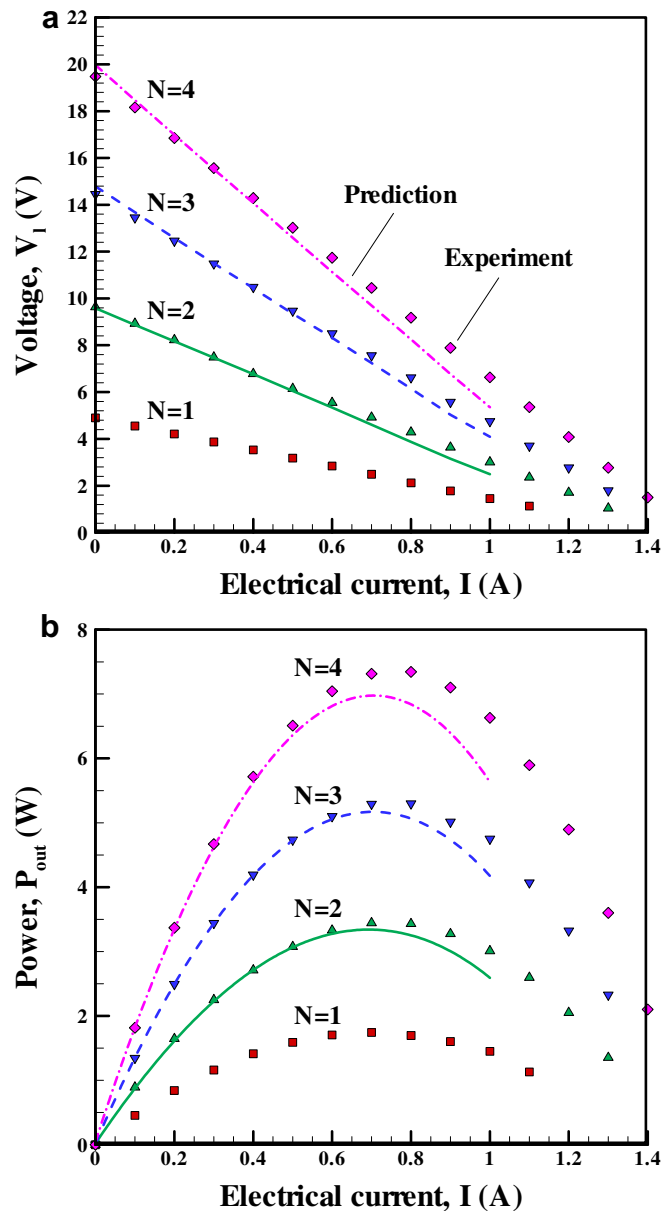 a
22
20
18
16
14
12
10
8
6
4
2
0
Voltage, V_l (V)
N=4
N=3
N=2
N=1
Prediction
Experiment
0 0.2 0.4 0.6 0.8 1 1.2 1.4
Electrical current, I (A)
b
8
6
4
2
0
Power, P_out (W)
N=4
N=3
N=2
N=1
0 0.2 0.4 0.6 0.8 1 1.2 1.4
Electrical current, I (A)